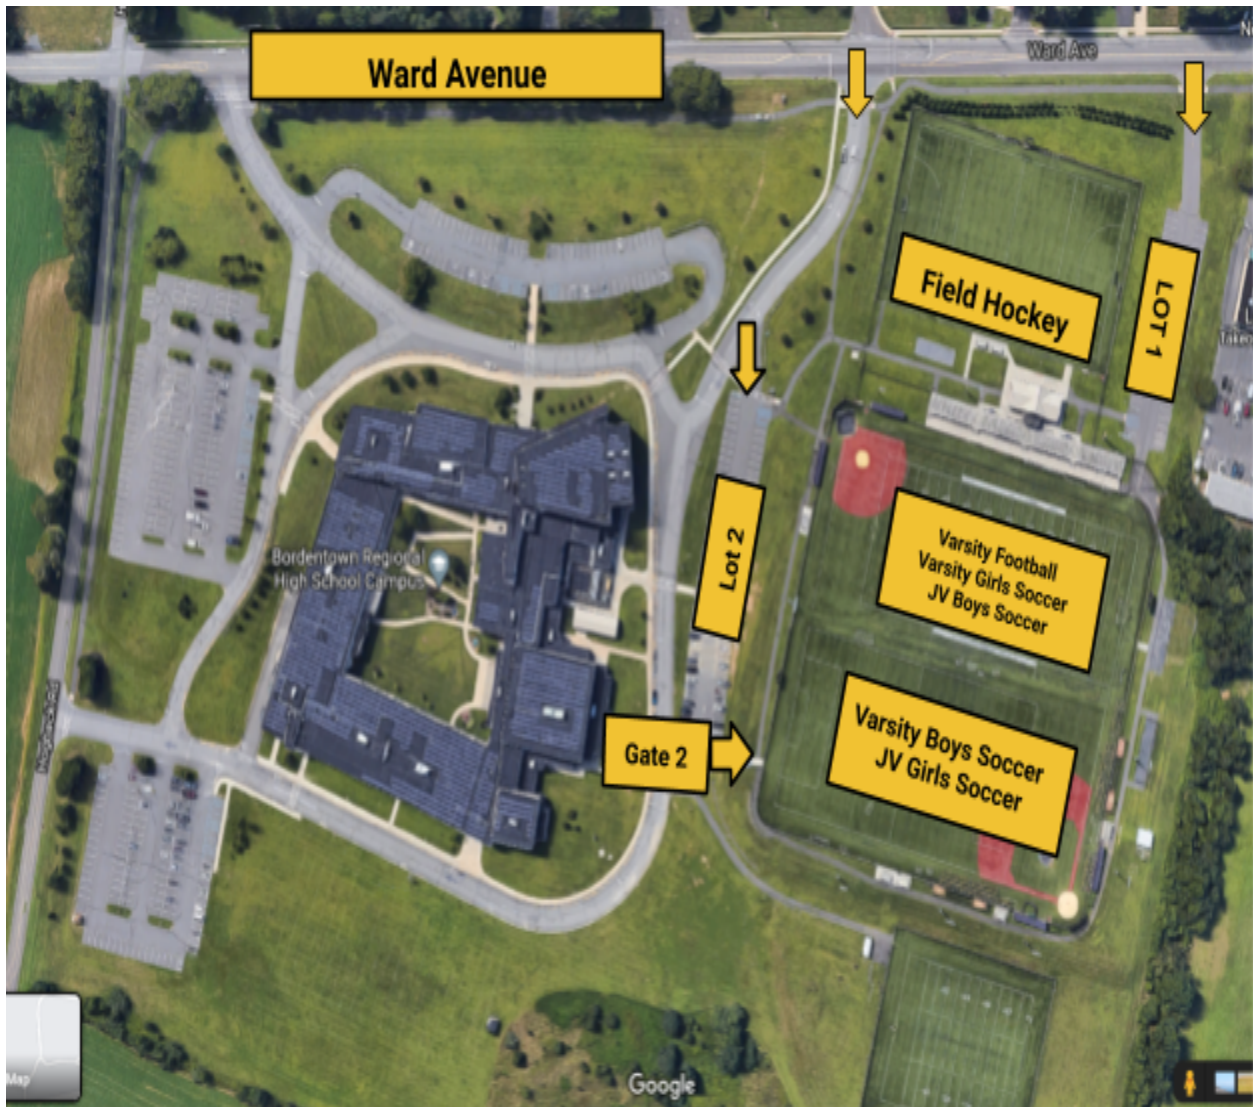 Ward Avenue
Ward Ave
Field Hockey
LOT 1
Varsity Football
Varsity Girls Soccer
JV Boys Soccer
Bordentown Regional
High School Campus
Lot 2
Gate 2
Varsity Boys Soccer
JV Girls Soccer
Map
Google